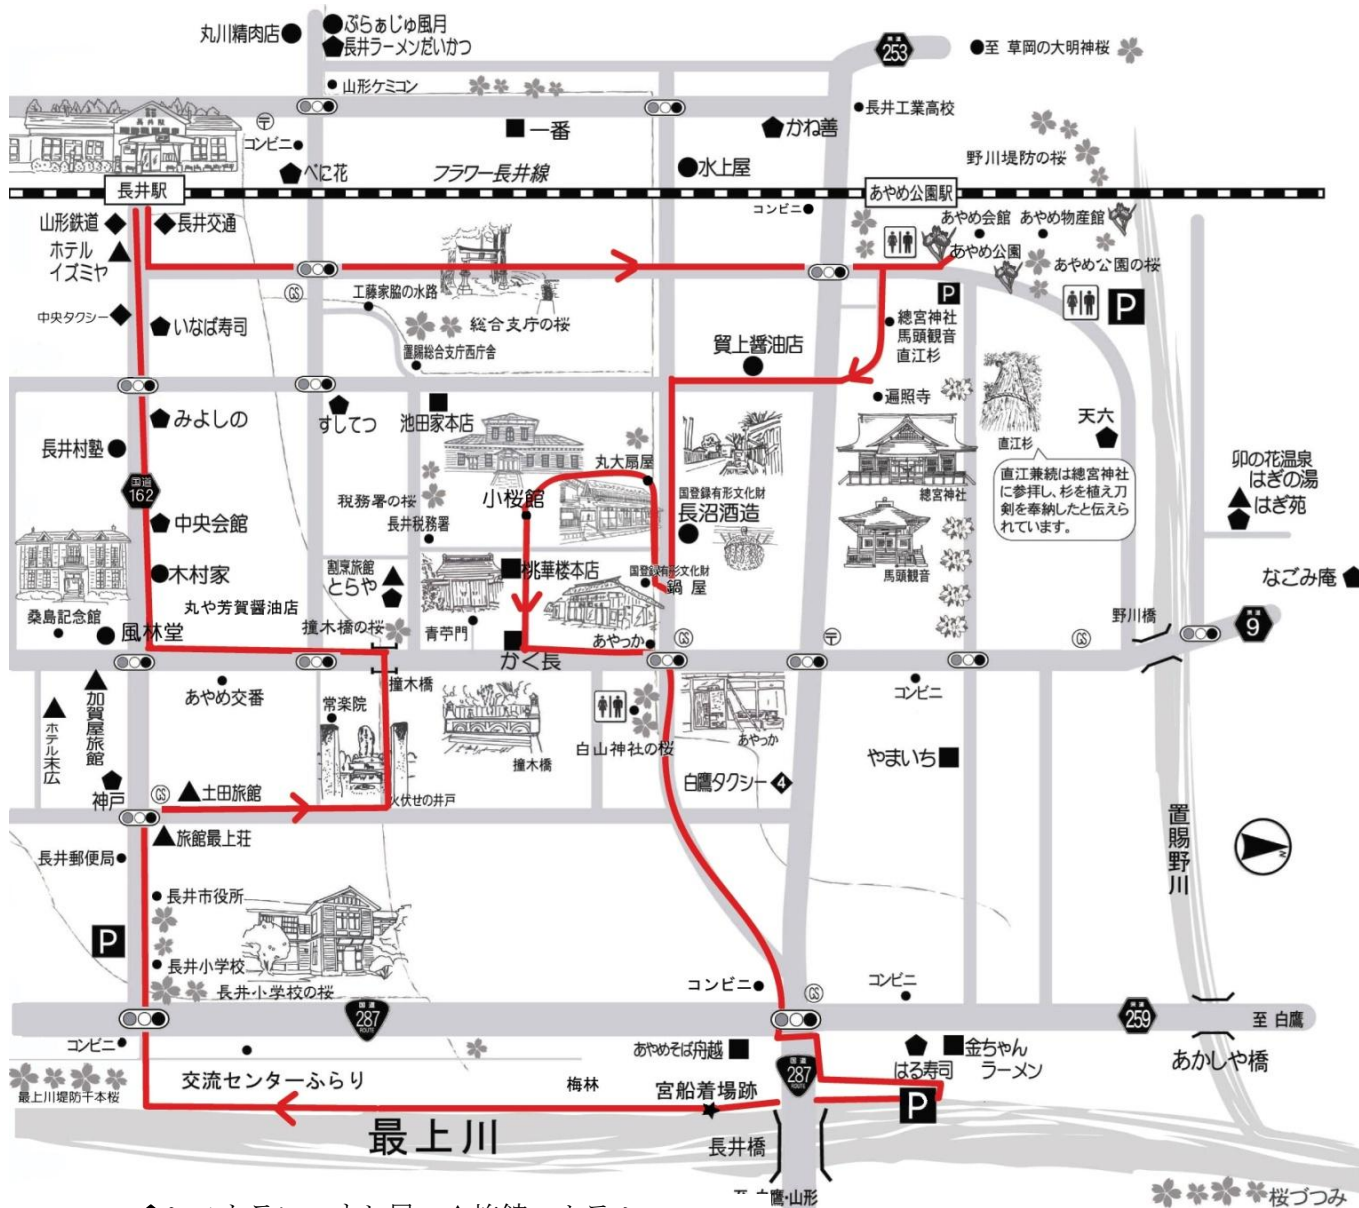 丸川精肉店
ぷらぁじゅ風月
長井ラーメンだいかつ
山形ケミコン
253
至 草岡の大明神桜
長井工業高校
コンビニ
一番
かね善
野川堤防の桜
べに花
フラワー長井線
水上屋
長井駅
あやめ公園駅
コンビニ
山形鉄道
長井交通
あやめ会館
あやめ物産館
ホテル
イズミヤ
あやめ公園
あやめ公園の桜
GS
工藤家脇の水路
P
P
中央タクシー
いなば寿司
総合支庁の桜
總宮神社
馬頭観音
直江杉
置賜総合支庁西庁舎
貿上醤油店
遍照寺
みよしの
すしてつ
池田家本店
天六
長井村塾
丸大扇屋
直江杉
卯の花温泉
はぎの湯
はぎ苑
国道
162
税務署の桜
小桜館
国登録有形文化財
長沼酒造
總宮神社
直江兼続は總宮神社
に参拝し、杉を植え刀
剣を奉納したと伝えら
れています。
中央会館
長井税務署
木村家
割烹旅館
とらや
桃華楼本店
国登録有形文化財
鍋屋
馬頭観音
なごみ庵
桑島記念館
丸や芳賀醤油店
風林堂
撞木橋の桜
青苧門
あやっか
GS
野川橋
GS
9
かく長
あやめ交番
撞木橋
コンビニ
加賀屋旅館
ホテル末広
常楽院
撞木橋
白山神社の桜
あやっか
やまいち
神戸
GS
土田旅館
火伏せの井戸
白鷹タクシー
4
置賜野川
旅館最上荘
長井郵便局
N
長井市役所
P
長井小学校
長井小学校の桜
コンビニ
GS
コンビニ
国道
287
ROUTE
259
至 白鷹
コンビニ
あやめそば舟越
国道
287
はる寿司
金ちゃん
ラーメン
あかしや橋
交流センターふらり
梅林
宮船着場跡
P
最上川堤防千本桜
最上川
長井橋
鷹・山形
桜づつみ